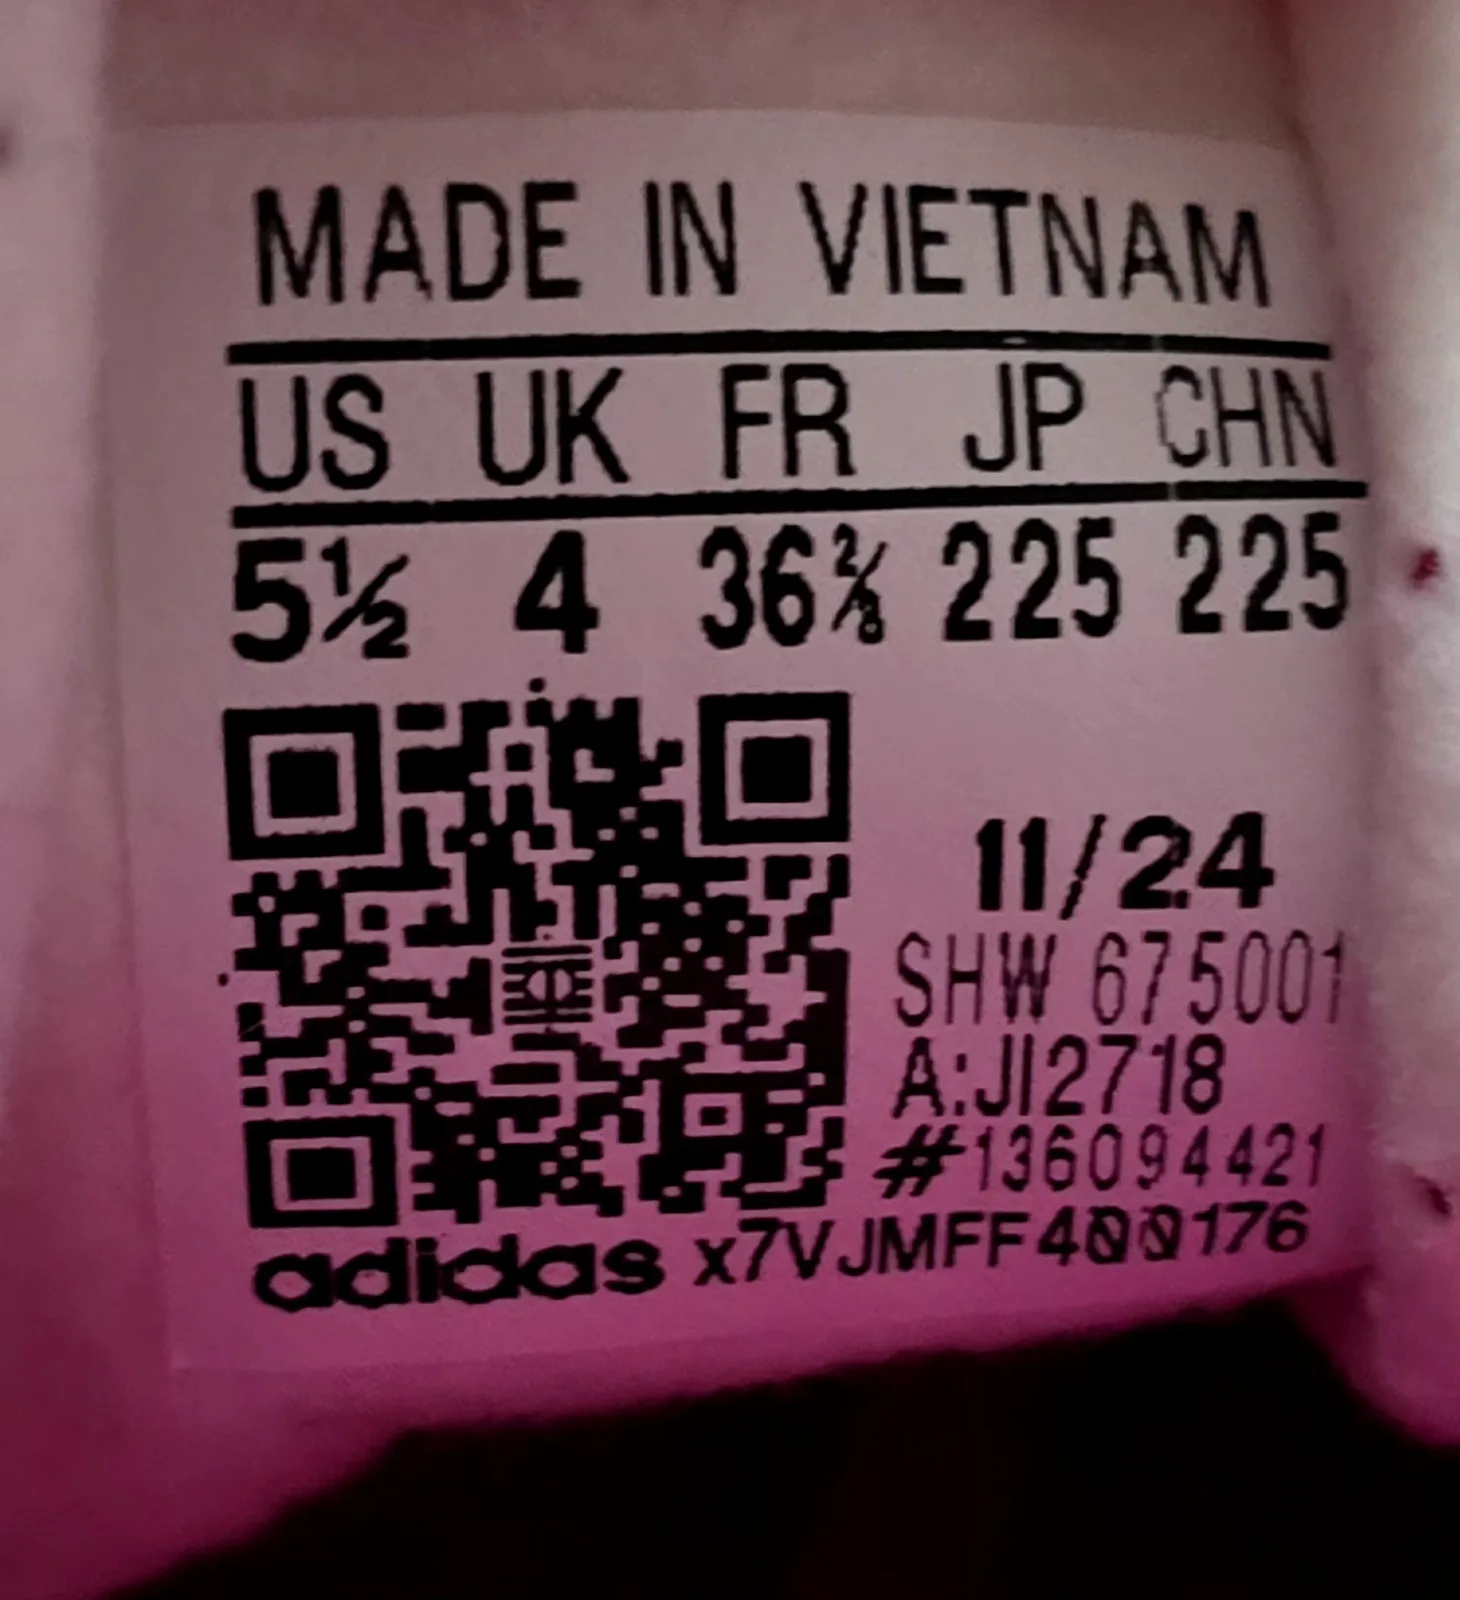 MADE IN VIETNAM
US UK FR JP CHN
5½ 4 36⅔ 225 225
11/24
SHW 675001
A:JI2718
#136094421
adidas x7VJMFF400176